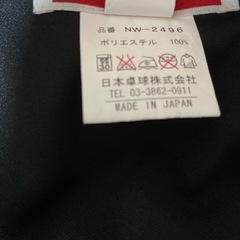 品番 NW-2496
ポリエステル 100%
日本卓球株式会社
TEL 03-3862-0911
MADE IN JAPAN